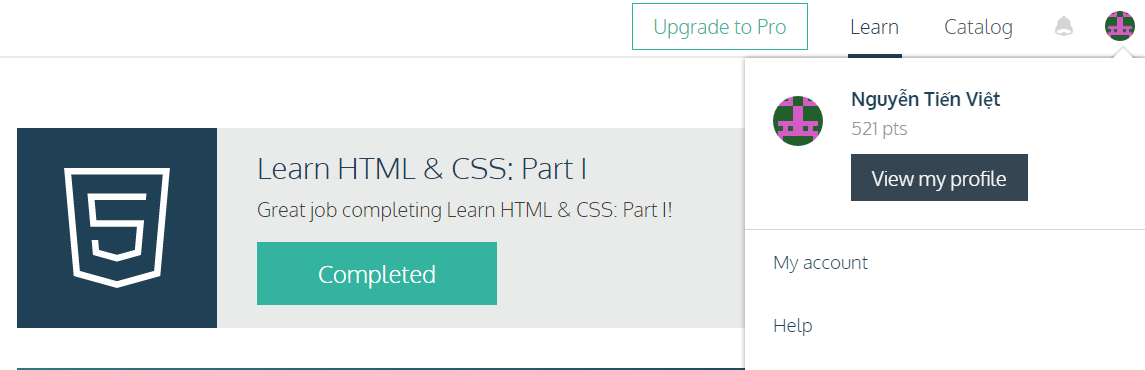 Upgrade to Pro
Learn
Catalog
Nguyễn Tiến Việt
521 pts
View my profile
My account
Help
Learn HTML & CSS: Part I
Great job completing Learn HTML & CSS: Part I!
Completed